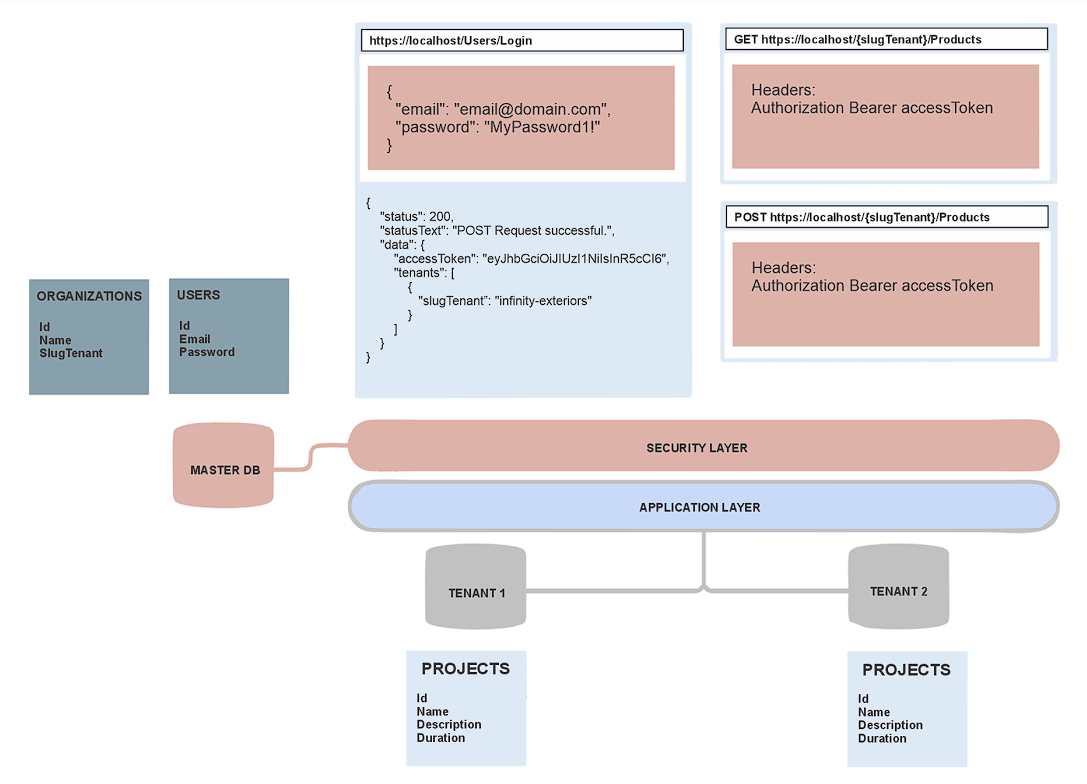 https://localhost/Users/Login
{
"email": "email@domain.com",
"password": "MyPassword1!"
}
{
"status": 200,
"statusText": "POST Request successful.",
"data": {
"accessToken": "eyJhbGciOiJIUzI1NiIsInR5cCI6",
"tenants": [
{
"slugTenant": "infinity-exteriors"
}
]
}
}
GET https://localhost/{slugTenant}/Products
Headers:
Authorization Bearer accessToken
POST https://localhost/{slugTenant}/Products
Headers:
Authorization Bearer accessToken
ORGANIZATIONS
Id
Name
SlugTenant
USERS
Id
Email
Password
MASTER DB
SECURITY LAYER
APPLICATION LAYER
TENANT 1
TENANT 2
PROJECTS
Id
Name
Description
Duration
PROJECTS
Id
Name
Description
Duration